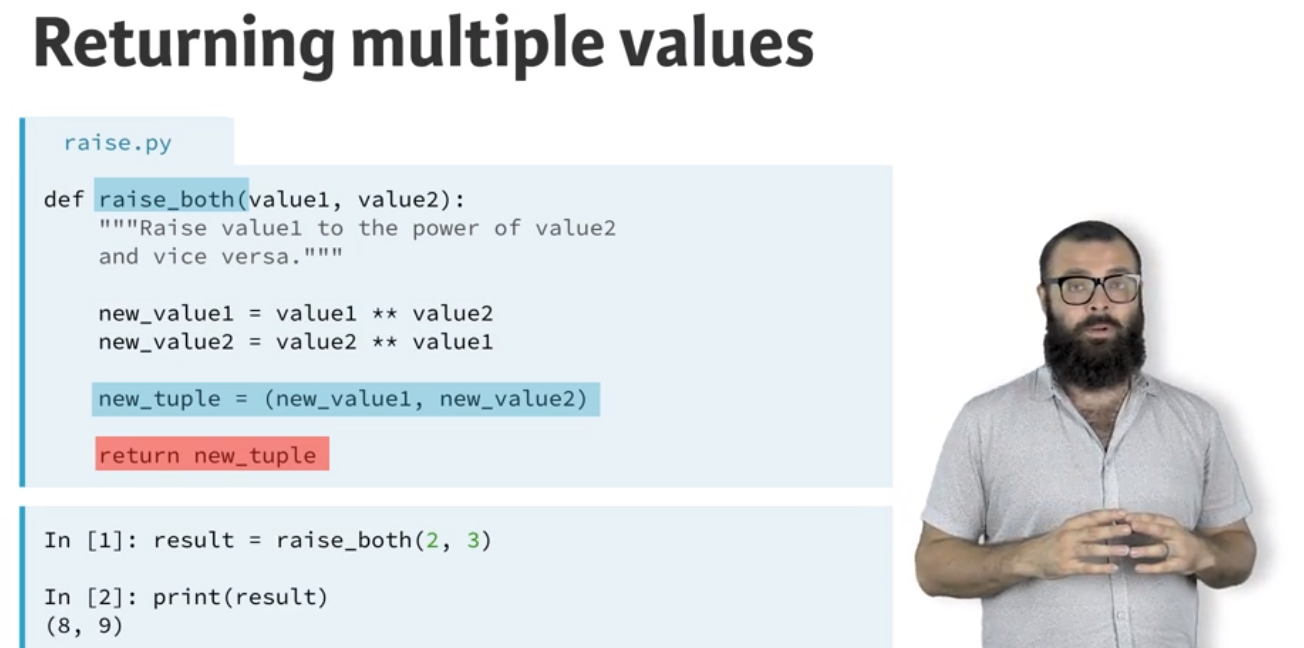 Returning multiple values
raise.py
def raise_both(value1, value2):
    """Raise value1 to the power of value2
    and vice versa."""
    new_value1 = value1 ** value2
    new_value2 = value2 ** value1
    new_tuple = (new_value1, new_value2)
    return new_tuple
In [1]: result = raise_both(2, 3)
In [2]: print(result)
(8, 9)